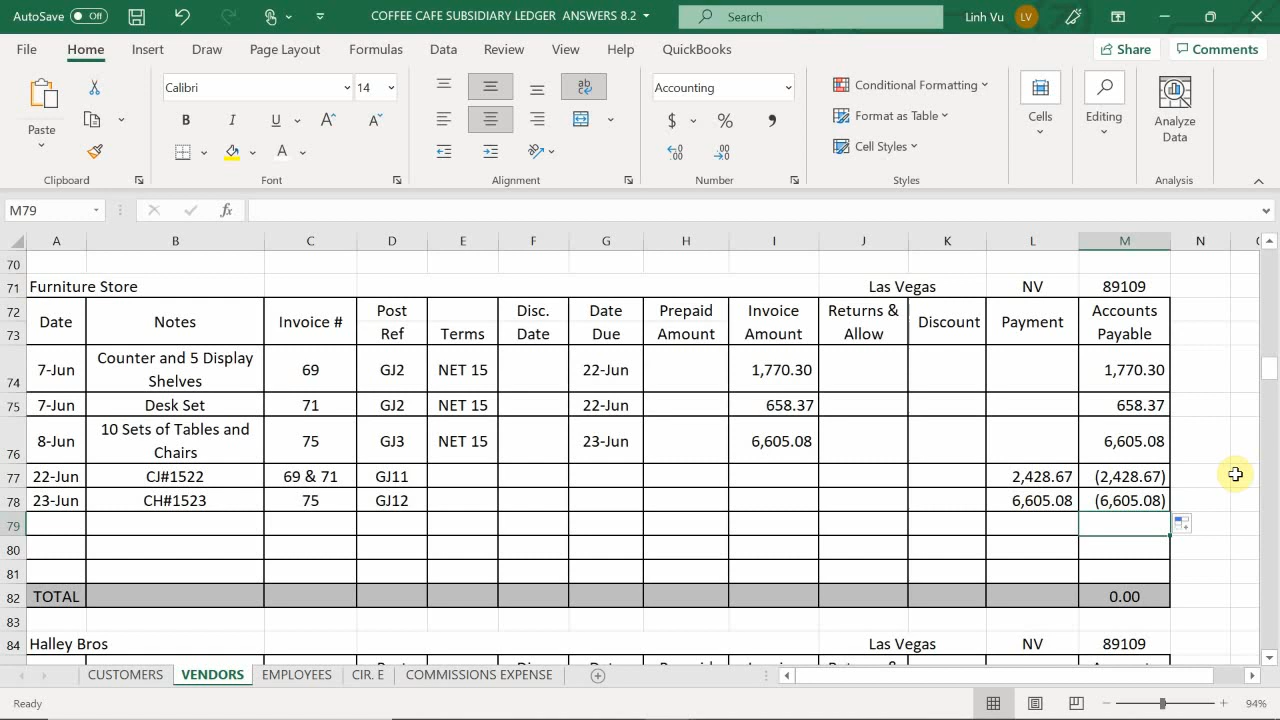 AutoSave Off COFFEE CAFE SUBSIDIARY LEDGER ANSWERS 8.2 Search Linh Vu LV
File Home Insert Draw Page Layout Formulas Data Review View Help QuickBooks Share Comments
Paste
Calibri 14
B I U A A
A
ab c
Accounting
$ % ,
.00 .0
Conditional Formatting
Format as Table
Cell Styles
Cells
Editing
Analyze
Data
Clipboard Font Alignment Number Styles Analysis
M79 fx
A B C D E F G H I J K L M N
70
71 Furniture Store Las Vegas NV 89109
72 Post Disc. Date Prepaid Invoice Returns & Accounts
Date Notes Invoice # Discount Payment
73 Ref Terms Date Due Amount Amount Allow Payable
74 7-Jun Counter and 5 Display Shelves 69 GJ2 NET 15 22-Jun 1,770.30 1,770.30
75 7-Jun Desk Set 71 GJ2 NET 15 22-Jun 658.37 658.37
76 8-Jun 10 Sets of Tables and Chairs 75 GJ3 NET 15 23-Jun 6,605.08 6,605.08
77 22-Jun CJ#1522 69 & 71 GJ11 2,428.67 (2,428.67)
78 23-Jun CH#1523 75 GJ12 6,605.08 (6,605.08)
79
80
81
82 TOTAL 0.00
83
84 Halley Bros Las Vegas NV 89109
CUSTOMERS VENDORS EMPLOYEES CIR. E COMMISSIONS EXPENSE
Ready 94%